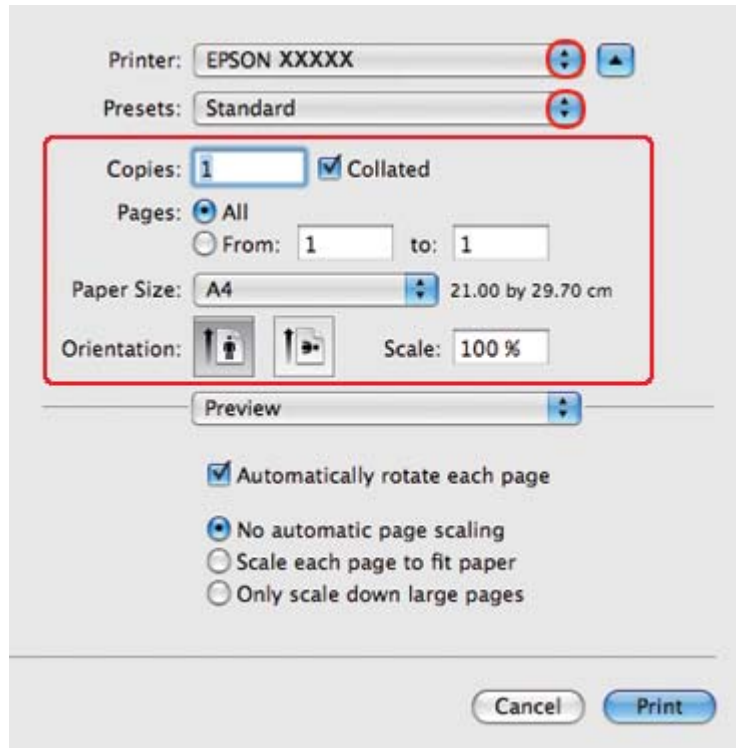 Printer: EPSON XXXXX
Presets: Standard
Copies: 1 Collated
Pages: All
From: 1 to: 1
Paper Size: A4 21.00 by 29.70 cm
Orientation: Scale: 100 %
Preview
Automatically rotate each page
No automatic page scaling
Scale each page to fit paper
Only scale down large pages
Cancel Print